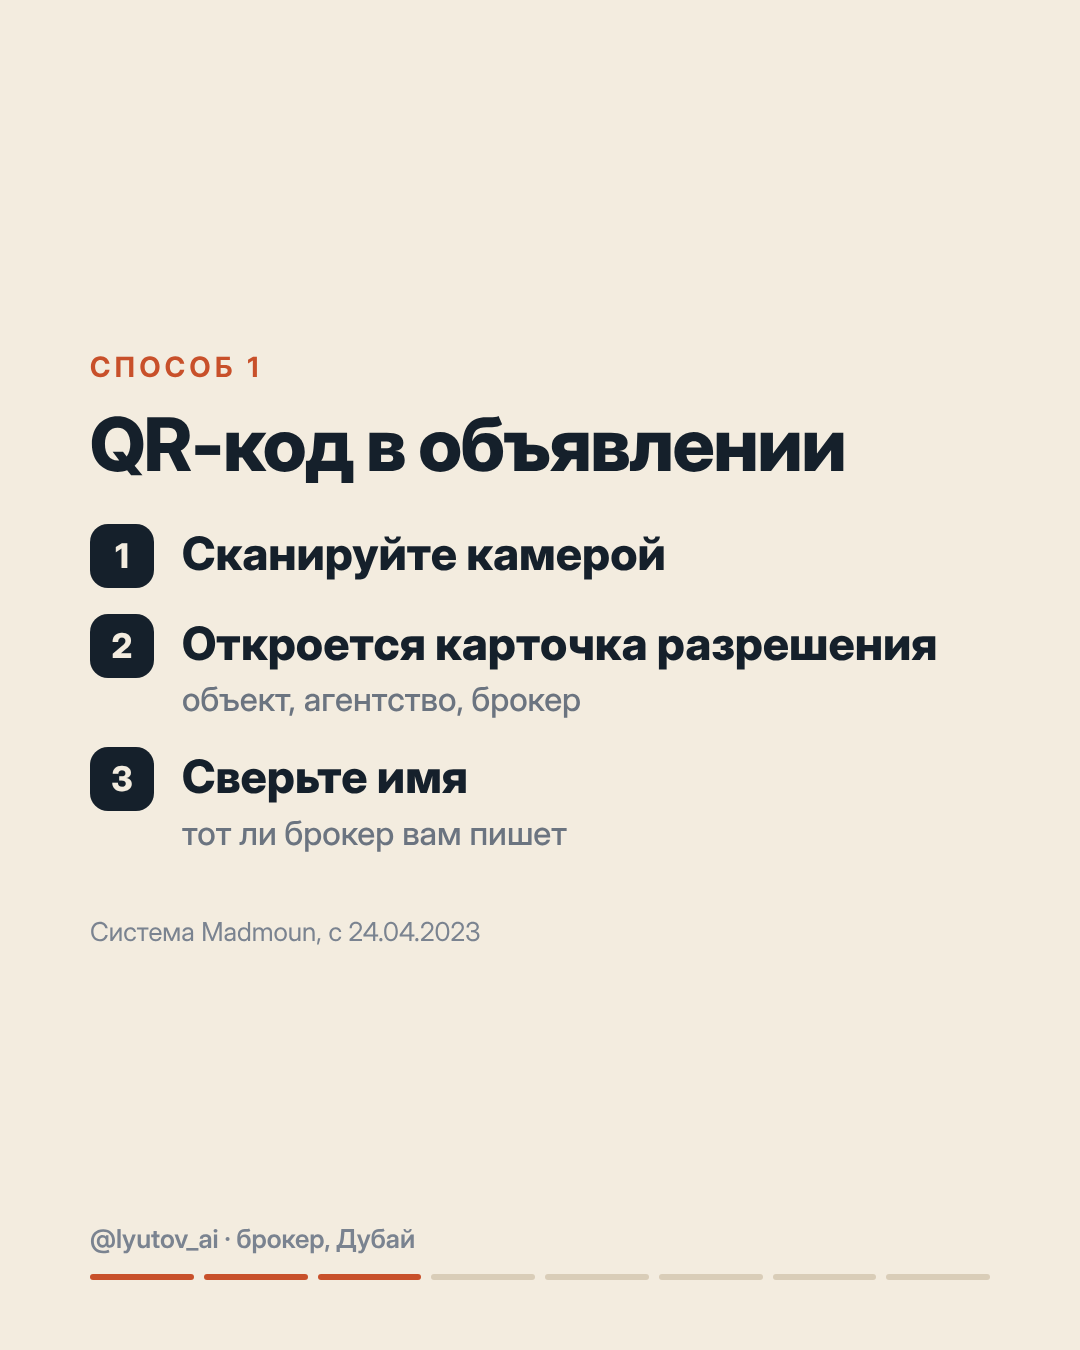 СПОСОБ 1
QR-код в объявлении
1 Сканируйте камерой
2 Откроется карточка разрешения
объект, агентство, брокер
3 Сверьте имя
тот ли брокер вам пишет
Система Madmoun, с 24.04.2023
@lyutov_ai · брокер, Дубай